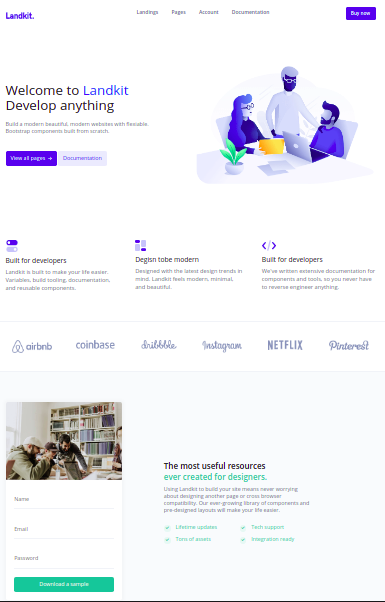 Landkit.
Landings Pages Account Documentation
Buy now
Welcome to Landkit
Develop anything
Build a modern beautiful, modern websites with flexiable.
Bootstrap components built from scratch.
View all pages → Documentation
Built for developers
Landkit is built to make your life easier.
Variables, build tooling, documentation,
and reusable components.
Degisn tobe modern
Designed with the latest design trends in
mind. Landkit feels modern, minimal,
and beautiful.
Built for developers
We've written extensive documentation for
components and tools, so you never have
to reverse engineer anything.
airbnb coinbase dribbble Instagram NETFLIX Pinterest
Name
Email
Password
Download a sample
The most useful resources
ever created for designers.
Using Landkit to build your site means never worrying
about designing another page or cross browser
compatibility. Our ever-growing library of components and
pre-designed layouts will make your life easier.
Lifetime updates Tech support
Tons of assets Integration ready